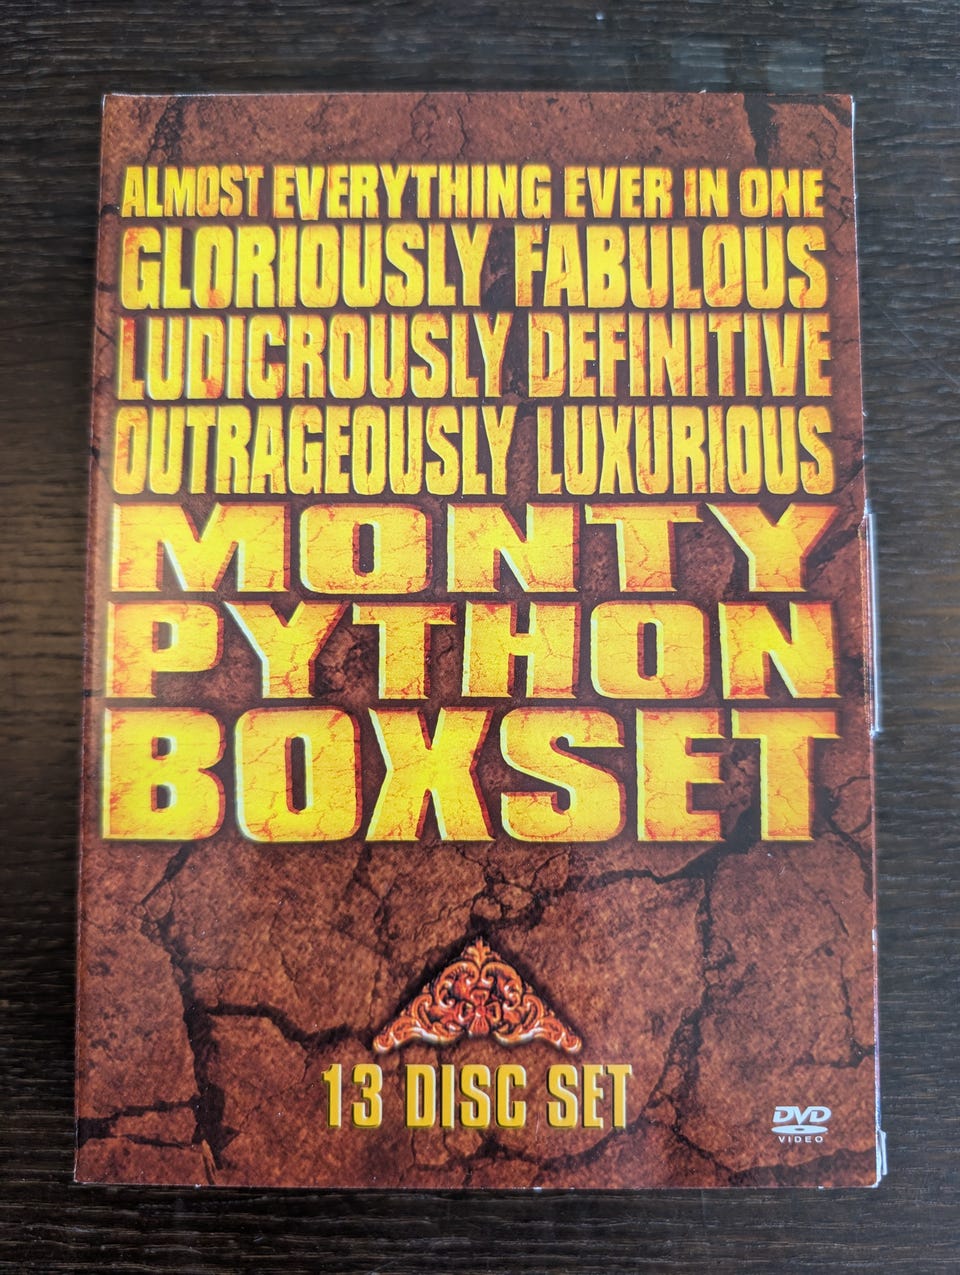 ALMOST EVERYTHING EVER IN ONE
GLORIOUSLY FABULOUS
LUDICROUSLY DEFINITIVE
OUTRAGEOUSLY LUXURIOUS
MONTY
PYTHON
BOXSET
13 DISC SET
DVD
VIDEO